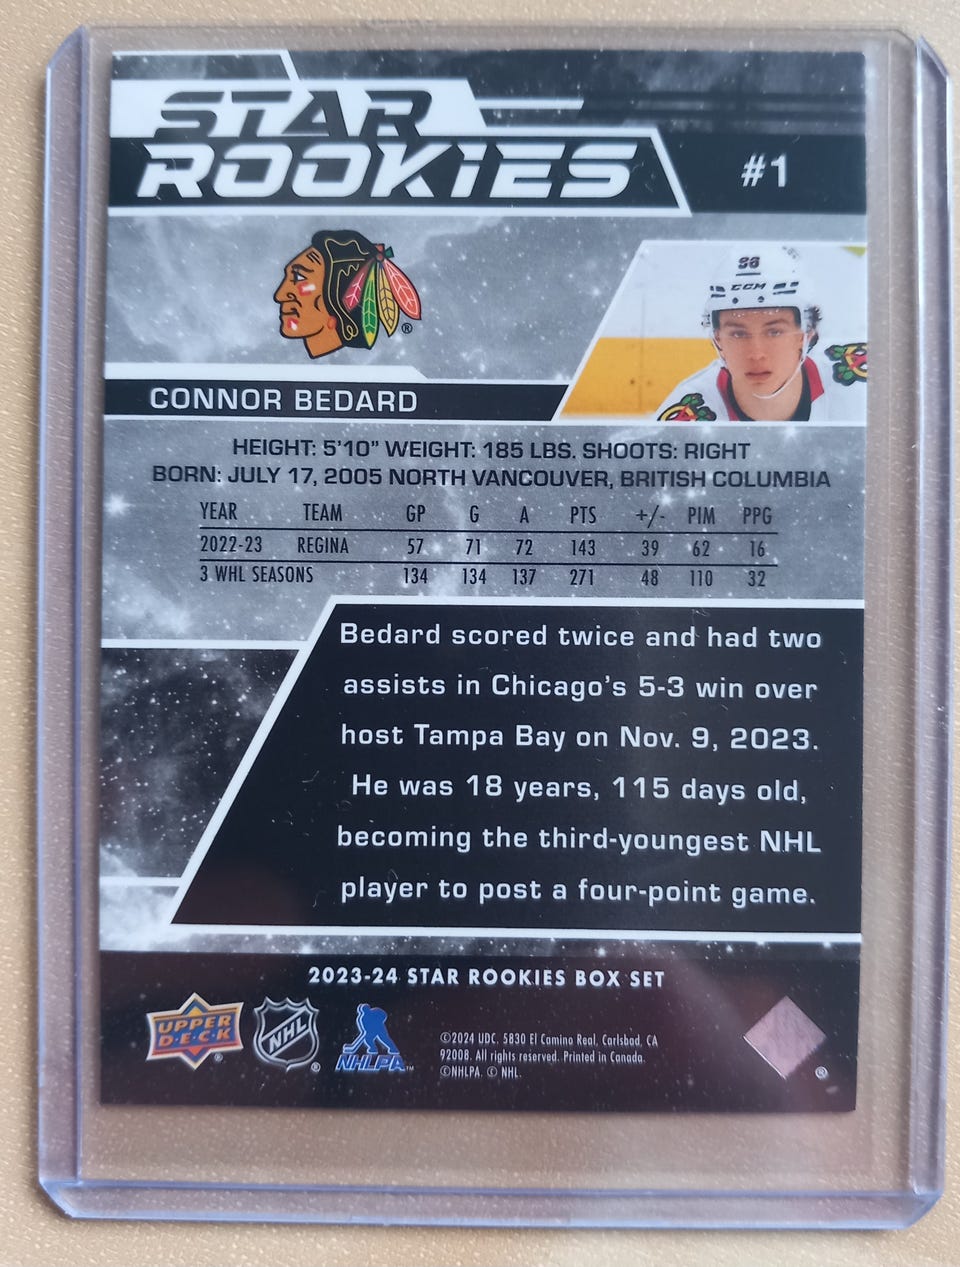 STAR
ROOKIES
#1
98
CCM
®
CONNOR BEDARD
HEIGHT: 5'10" WEIGHT: 185 LBS. SHOOTS: RIGHT
BORN: JULY 17, 2005 NORTH VANCOUVER, BRITISH COLUMBIA
YEAR TEAM GP G A PTS +/- PIM PPG
2022-23 REGINA 57 71 72 143 39 62 16
3 WHL SEASONS 134 134 137 271 48 110 32
Bedard scored twice and had two
assists in Chicago's 5-3 win over
host Tampa Bay on Nov. 9, 2023.
He was 18 years, 115 days old,
becoming the third-youngest NHL
player to post a four-point game.
2023-24 STAR ROOKIES BOX SET
UPPER
D·E·C·K
®
NHL
®
NHLPA™
©2024 UDC. 5830 El Camino Real, Carlsbad, CA
92008. All rights reserved. Printed in Canada.
©NHLPA. © NHL.
®